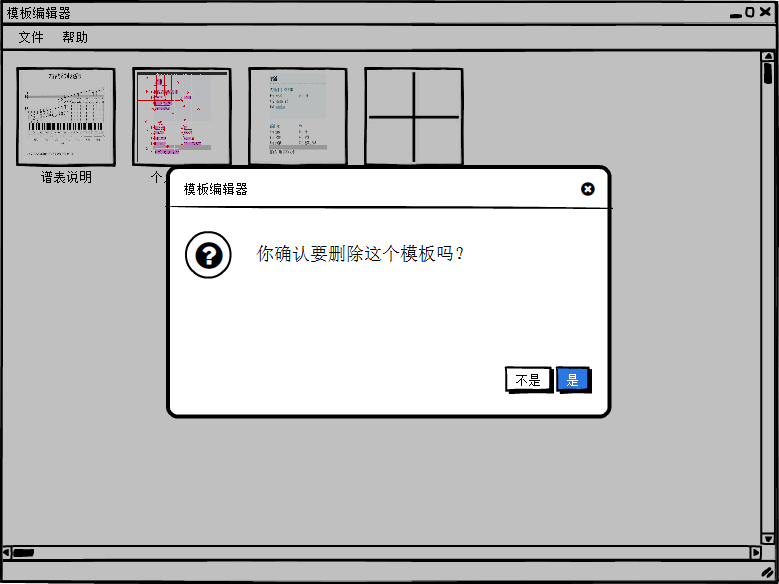 模板编辑器
文件 帮助
谱表说明
个
模板编辑器
你确认要删除这个模板吗?
不是
是